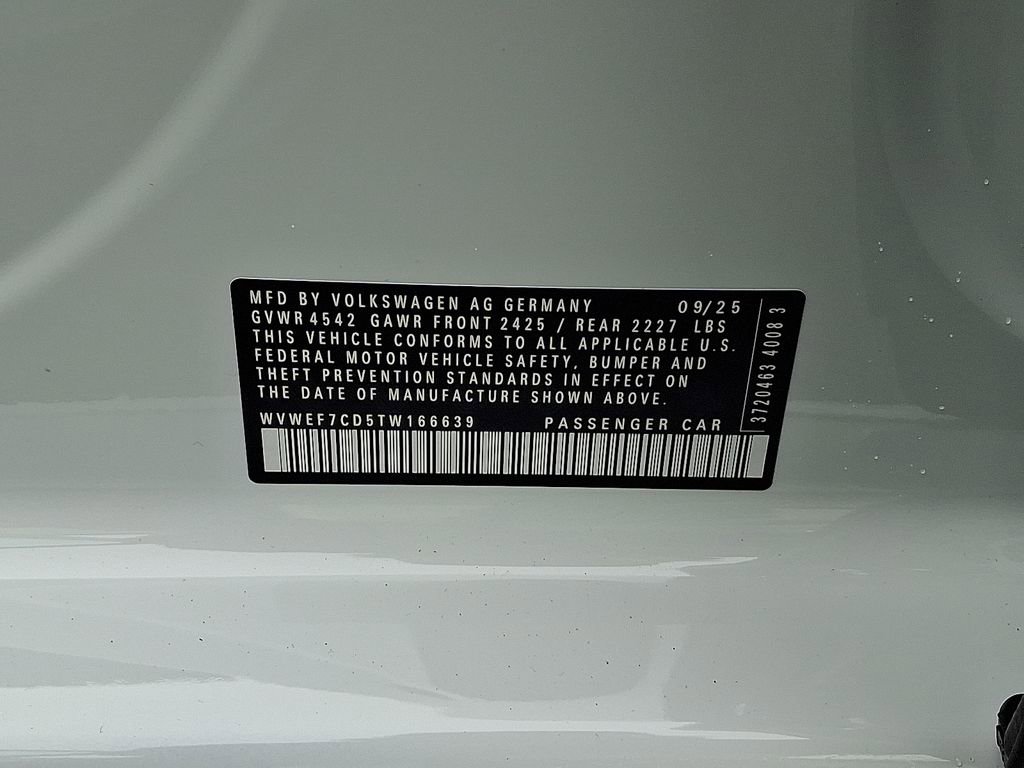 MFD BY VOLKSWAGEN AG GERMANY 09/25
GVWR 4542 GAWR FRONT 2425 / REAR 2227 LBS
THIS VEHICLE CONFORMS TO ALL APPLICABLE U.S.
FEDERAL MOTOR VEHICLE SAFETY, BUMPER AND
THEFT PREVENTION STANDARDS IN EFFECT ON
THE DATE OF MANUFACTURE SHOWN ABOVE.
WVWEF7CD5TW166639 PASSENGER CAR
3720463 4008 3